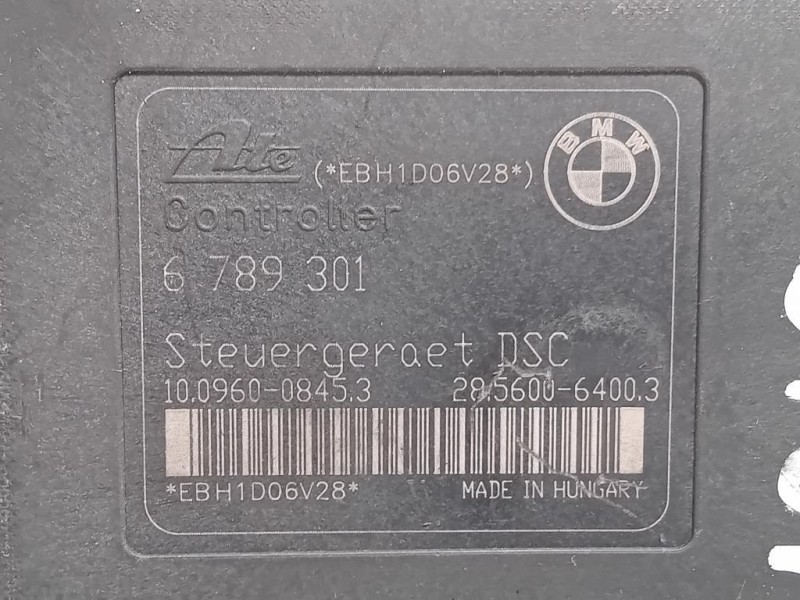 Ate (*EBH1D06V28*)
BMW
Controller
6 789 301
Steuergeraet DSC
10.0960-0845.3 28.5600-6400.3
*EBH1D06V28* MADE IN HUNGARY